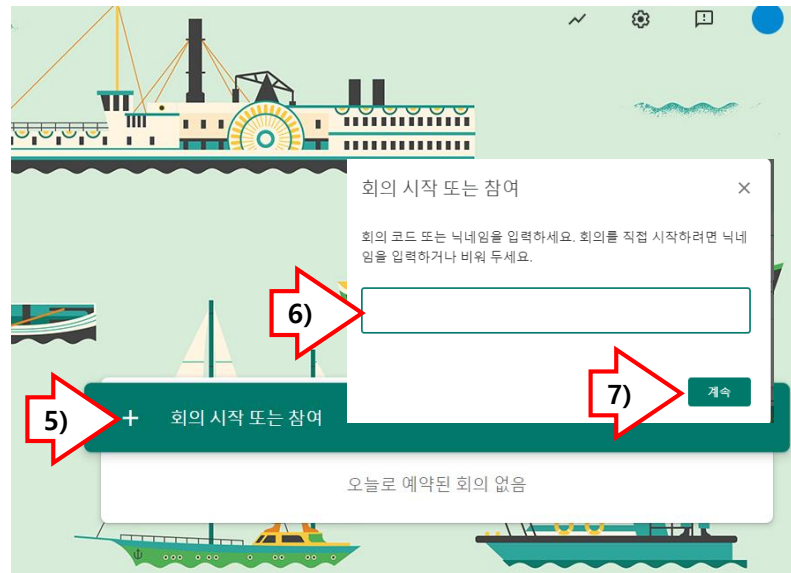 회의 시작 또는 참여
회의 코드 또는 닉네임을 입력하세요. 회의를 직접 시작하려면 닉네
임을 입력하거나 비워 두세요.
6)
7)
계속
5)
+ 회의 시작 또는 참여
오늘로 예약된 회의 없음